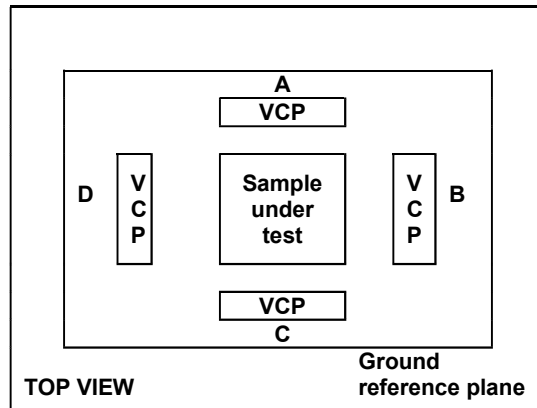 A
VCP
D
V
C
P
Sample
under
test
V
C
P
B
VCP
C
TOP VIEW
Ground
reference plane